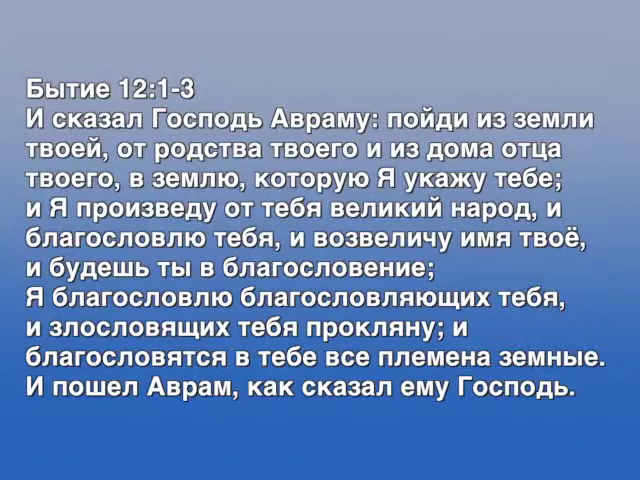 Бытие 12:1-3
И сказал Господь Авраму: пойди из земли
твоей, от родства твоего и из дома отца
твоего, в землю, которую Я укажу тебе;
и Я произведу от тебя великий народ, и
благословлю тебя, и возвеличу имя твоё,
и будешь ты в благословение;
Я благословлю благословляющих тебя,
и злословящих тебя прокляну; и
благословятся в тебе все племена земные.
И пошел Аврам, как сказал ему Господь.